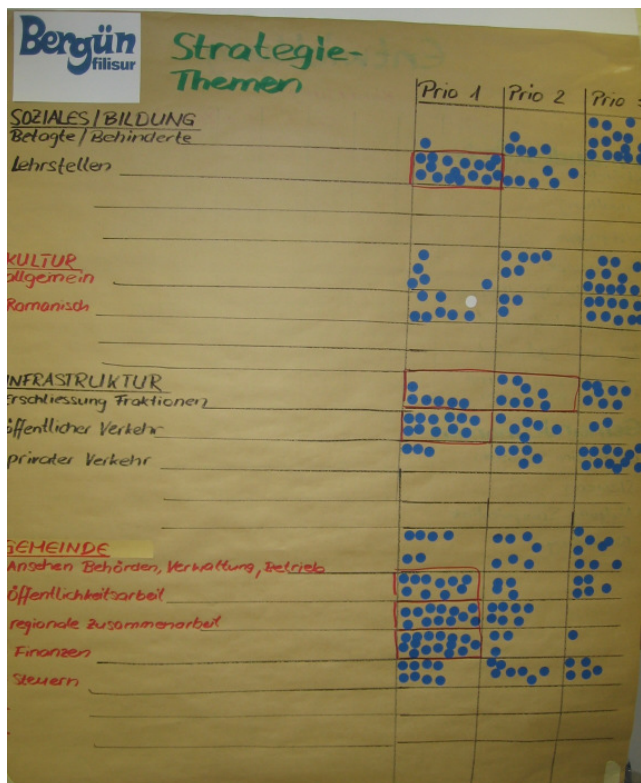 Bergün
filisur
Strategie-
Themen
Prio 1 Prio 2 Prio
SOZIALES/BILDUNG
Betagte/Behinderte
Lehrstellen
KULTUR
allgemein
Romanisch
INFRASTRUKTUR
Erschliessung Fraktionen
öffentlicher Verkehr
privater Verkehr
GEMEINDE
Ansehen Behörden, Verwaltung, Betrieb
Öffentlichkeitsarbeit
regionale Zusammenarbeit
Finanzen
Steuern